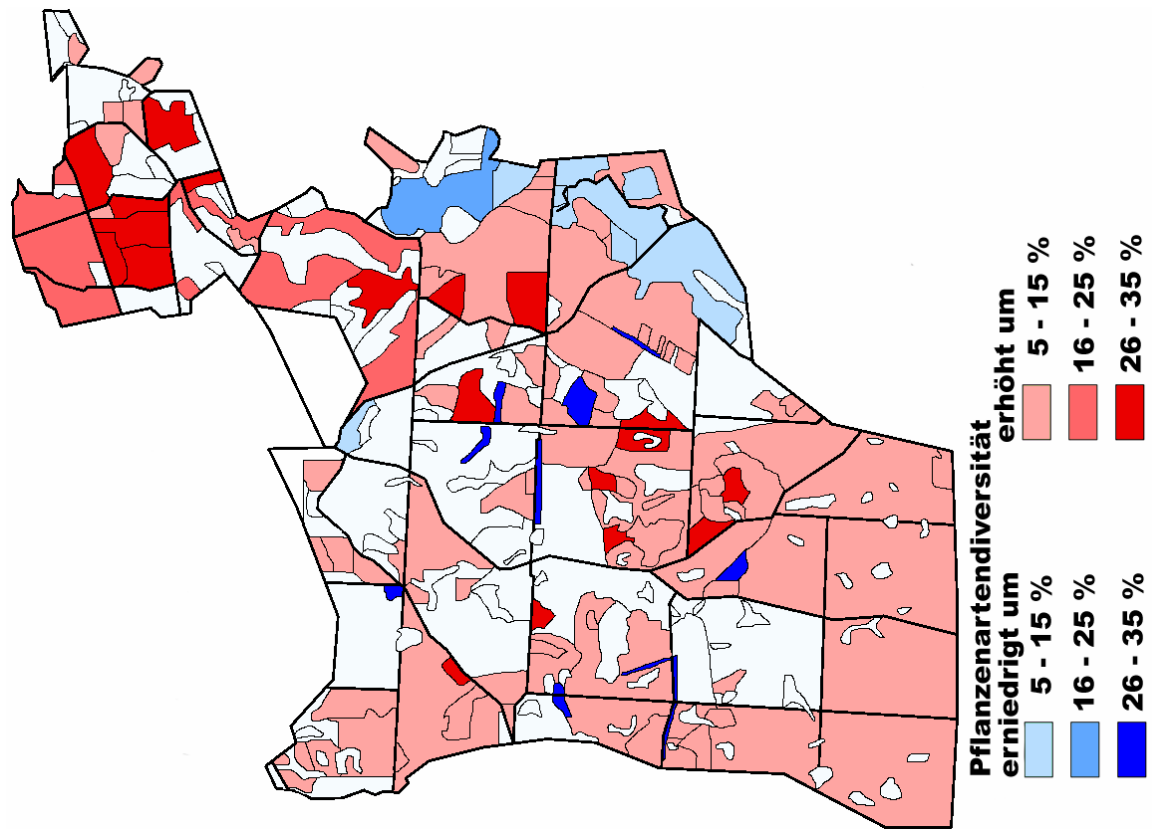 Pflanzenartendiversität
erniedrigt um
5 - 15 %
16 - 25 %
26 - 35 %
erhöht um
5 - 15 %
16 - 25 %
26 - 35 %